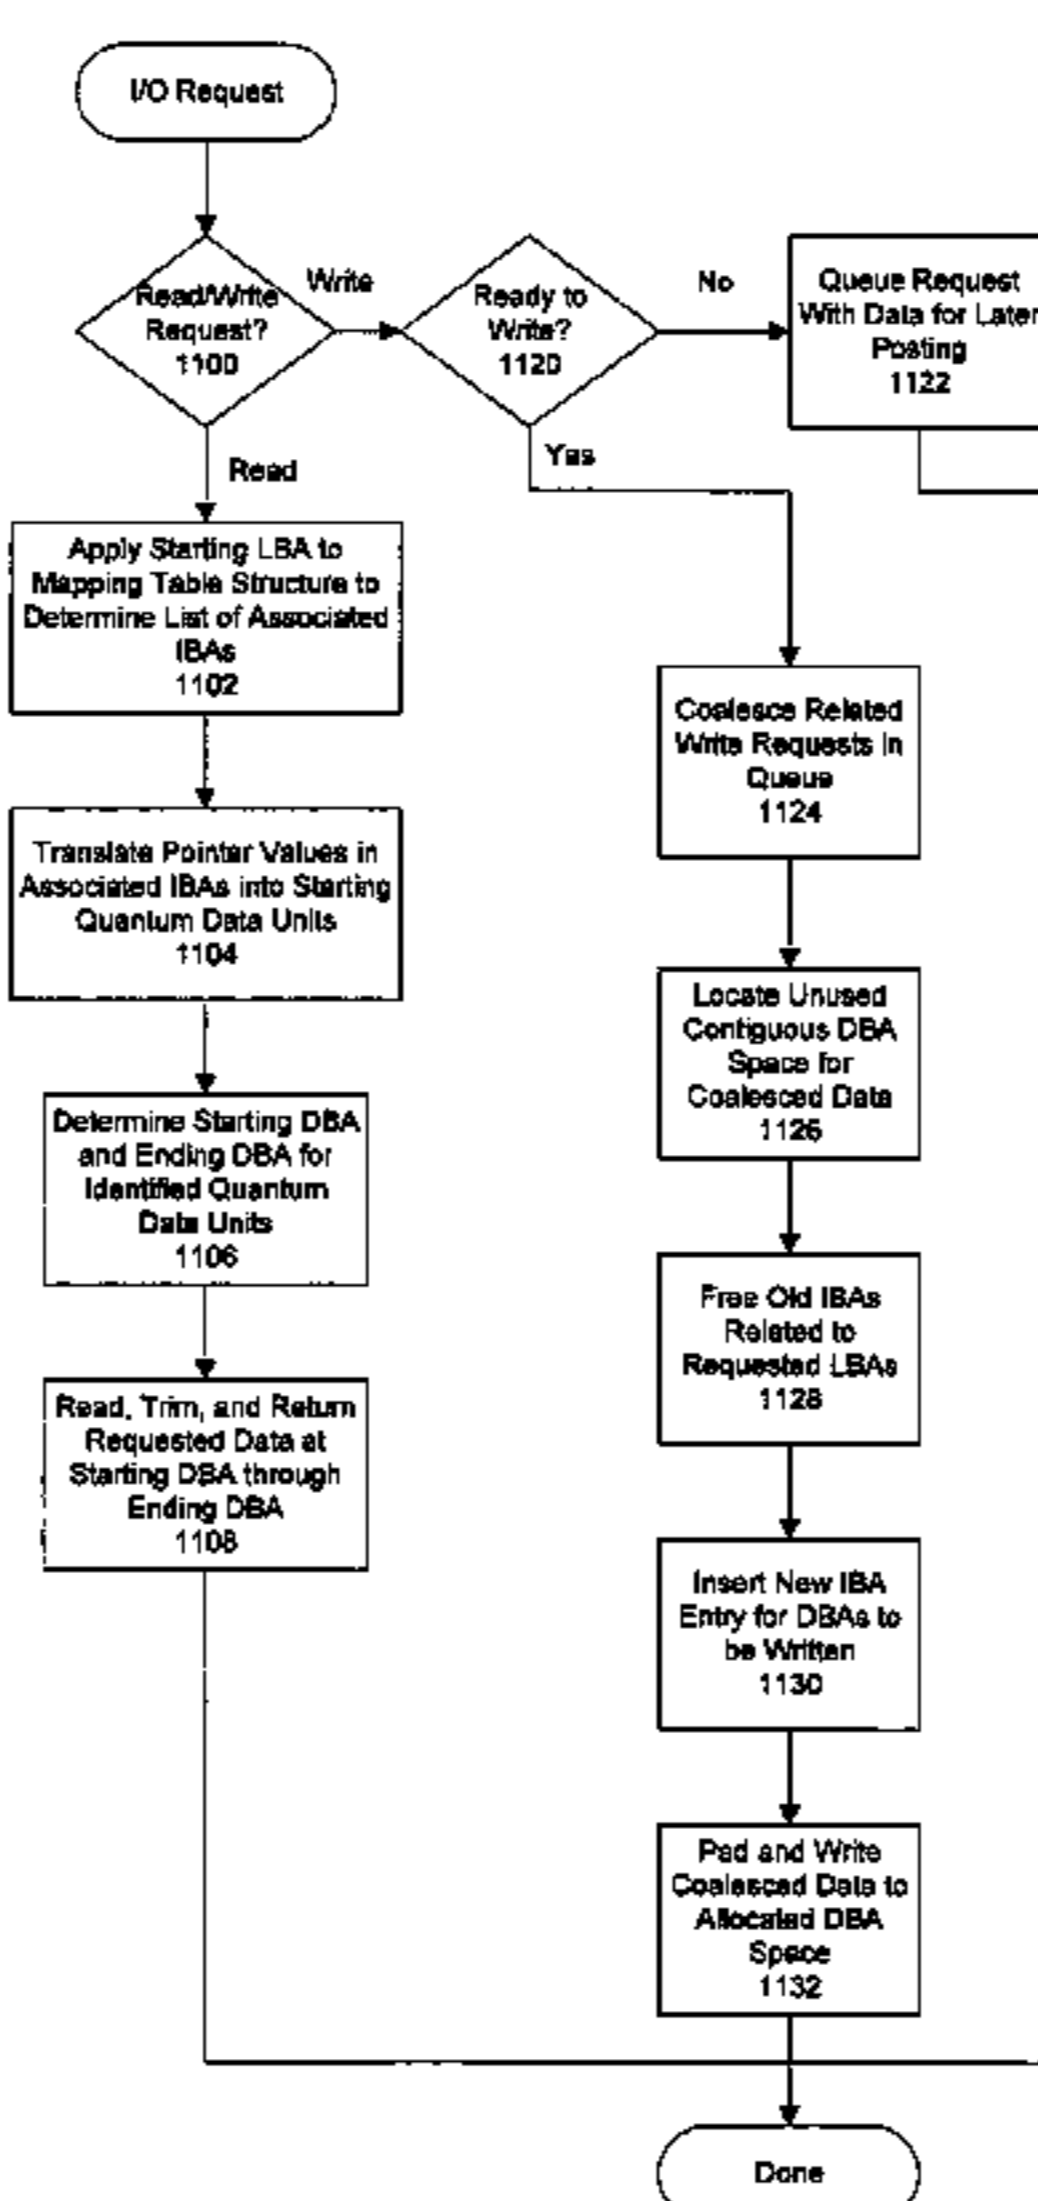 I/O Request
Read/Write
Request?
1100
Write
Ready to
Write?
1120
No
Queue Request
With Data for Later
Posting
1122
Read
Yes
Apply Starting LBA to
Mapping Table Structure to
Determine List of Associated
IBAs
1102
Translate Pointer Values in
Associated IBAs into Starting
Quantum Data Units
1104
Determine Starting DBA
and Ending DBA for
Identified Quantum
Data Units
1106
Read, Trim, and Return
Requested Data at
Starting DBA through
Ending DBA
1108
Coalesce Related
Write Requests in
Queue
1124
Locate Unused
Contiguous DBA
Space for
Coalesced Data
1126
Free Old IBAs
Related to
Requested LBAs
1128
Insert New IBA
Entry for DBAs to
be Written
1130
Pad and Write
Coalesced Data to
Allocated DBA
Space
1132
Done